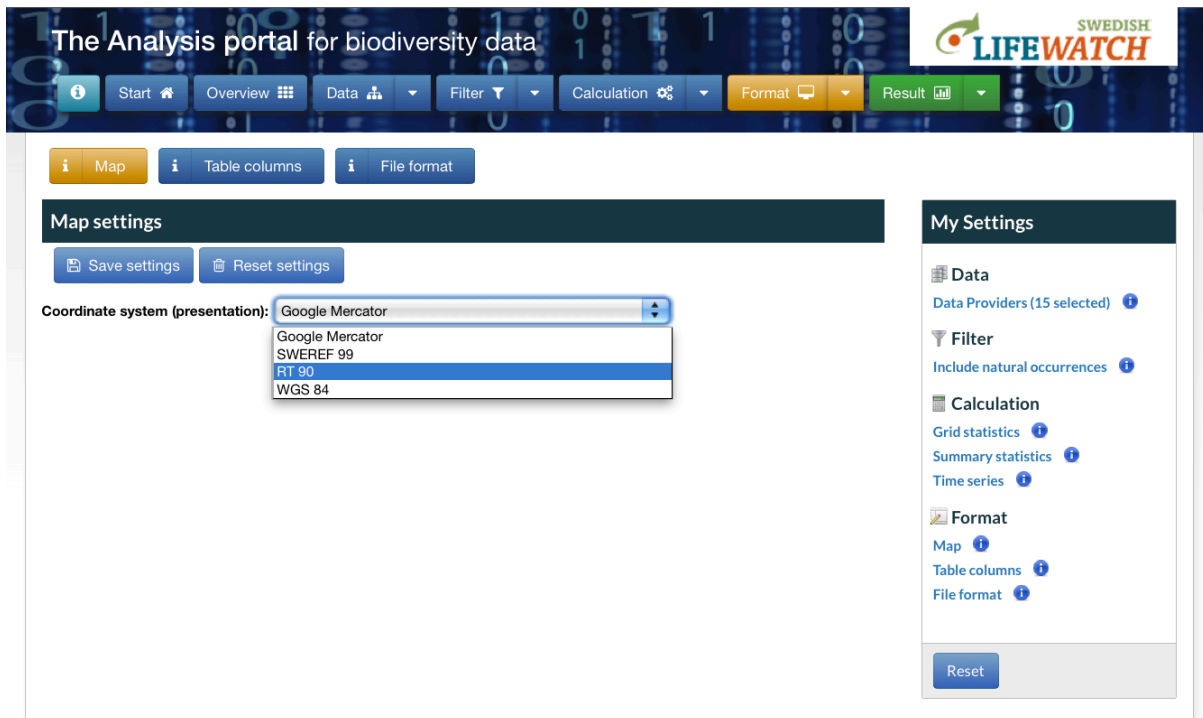 The Analysis portal for biodiversity data
SWEDISH
LIFEWATCH
Start Overview Data Filter Calculation Format Result
Map Table columns File format
Map settings
Save settings Reset settings
Coordinate system (presentation): Google Mercator
Google Mercator
SWEREF 99
RT 90
WGS 84
My Settings
Data
Data Providers (15 selected)
Filter
Include natural occurrences
Calculation
Grid statistics
Summary statistics
Time series
Format
Map
Table columns
File format
Reset